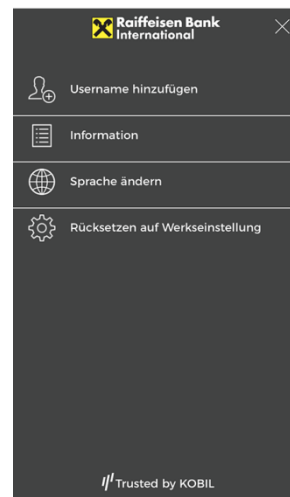 Raiffeisen Bank
International
Username hinzufügen
Information
Sprache ändern
Rücksetzen auf Werkseinstellung
Trusted by KOBIL